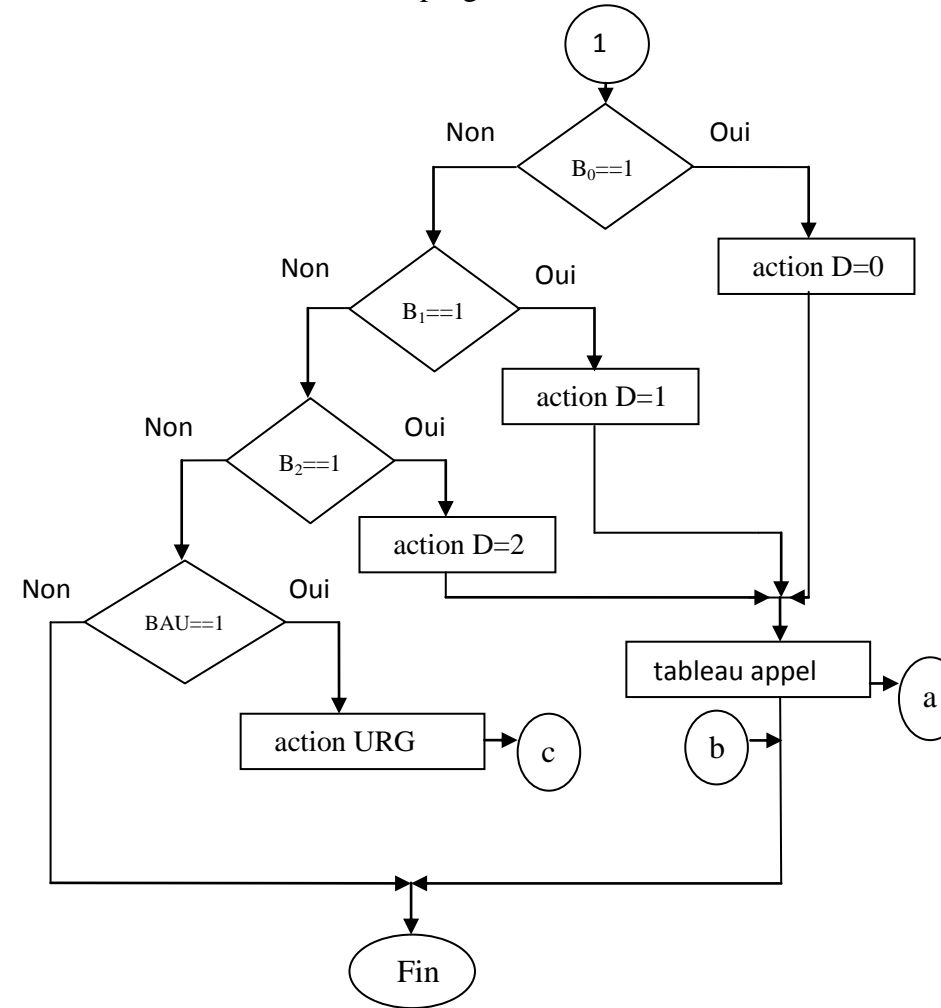 1
Non
Oui
B₀==1
action D=0
Non
Oui
B₁==1
action D=1
Non
Oui
B₂==1
action D=2
Non
Oui
BAU==1
tableau appel
a
action URG
c
b
Fin